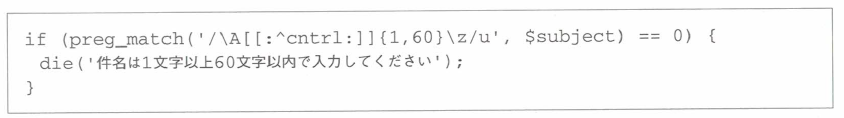 if (preg_match('/\A[[:^cntrl:]]{1,60}\z/u', $subject) == 0) {
  die('件名は1文字以上60文字以内で入力してください');
}